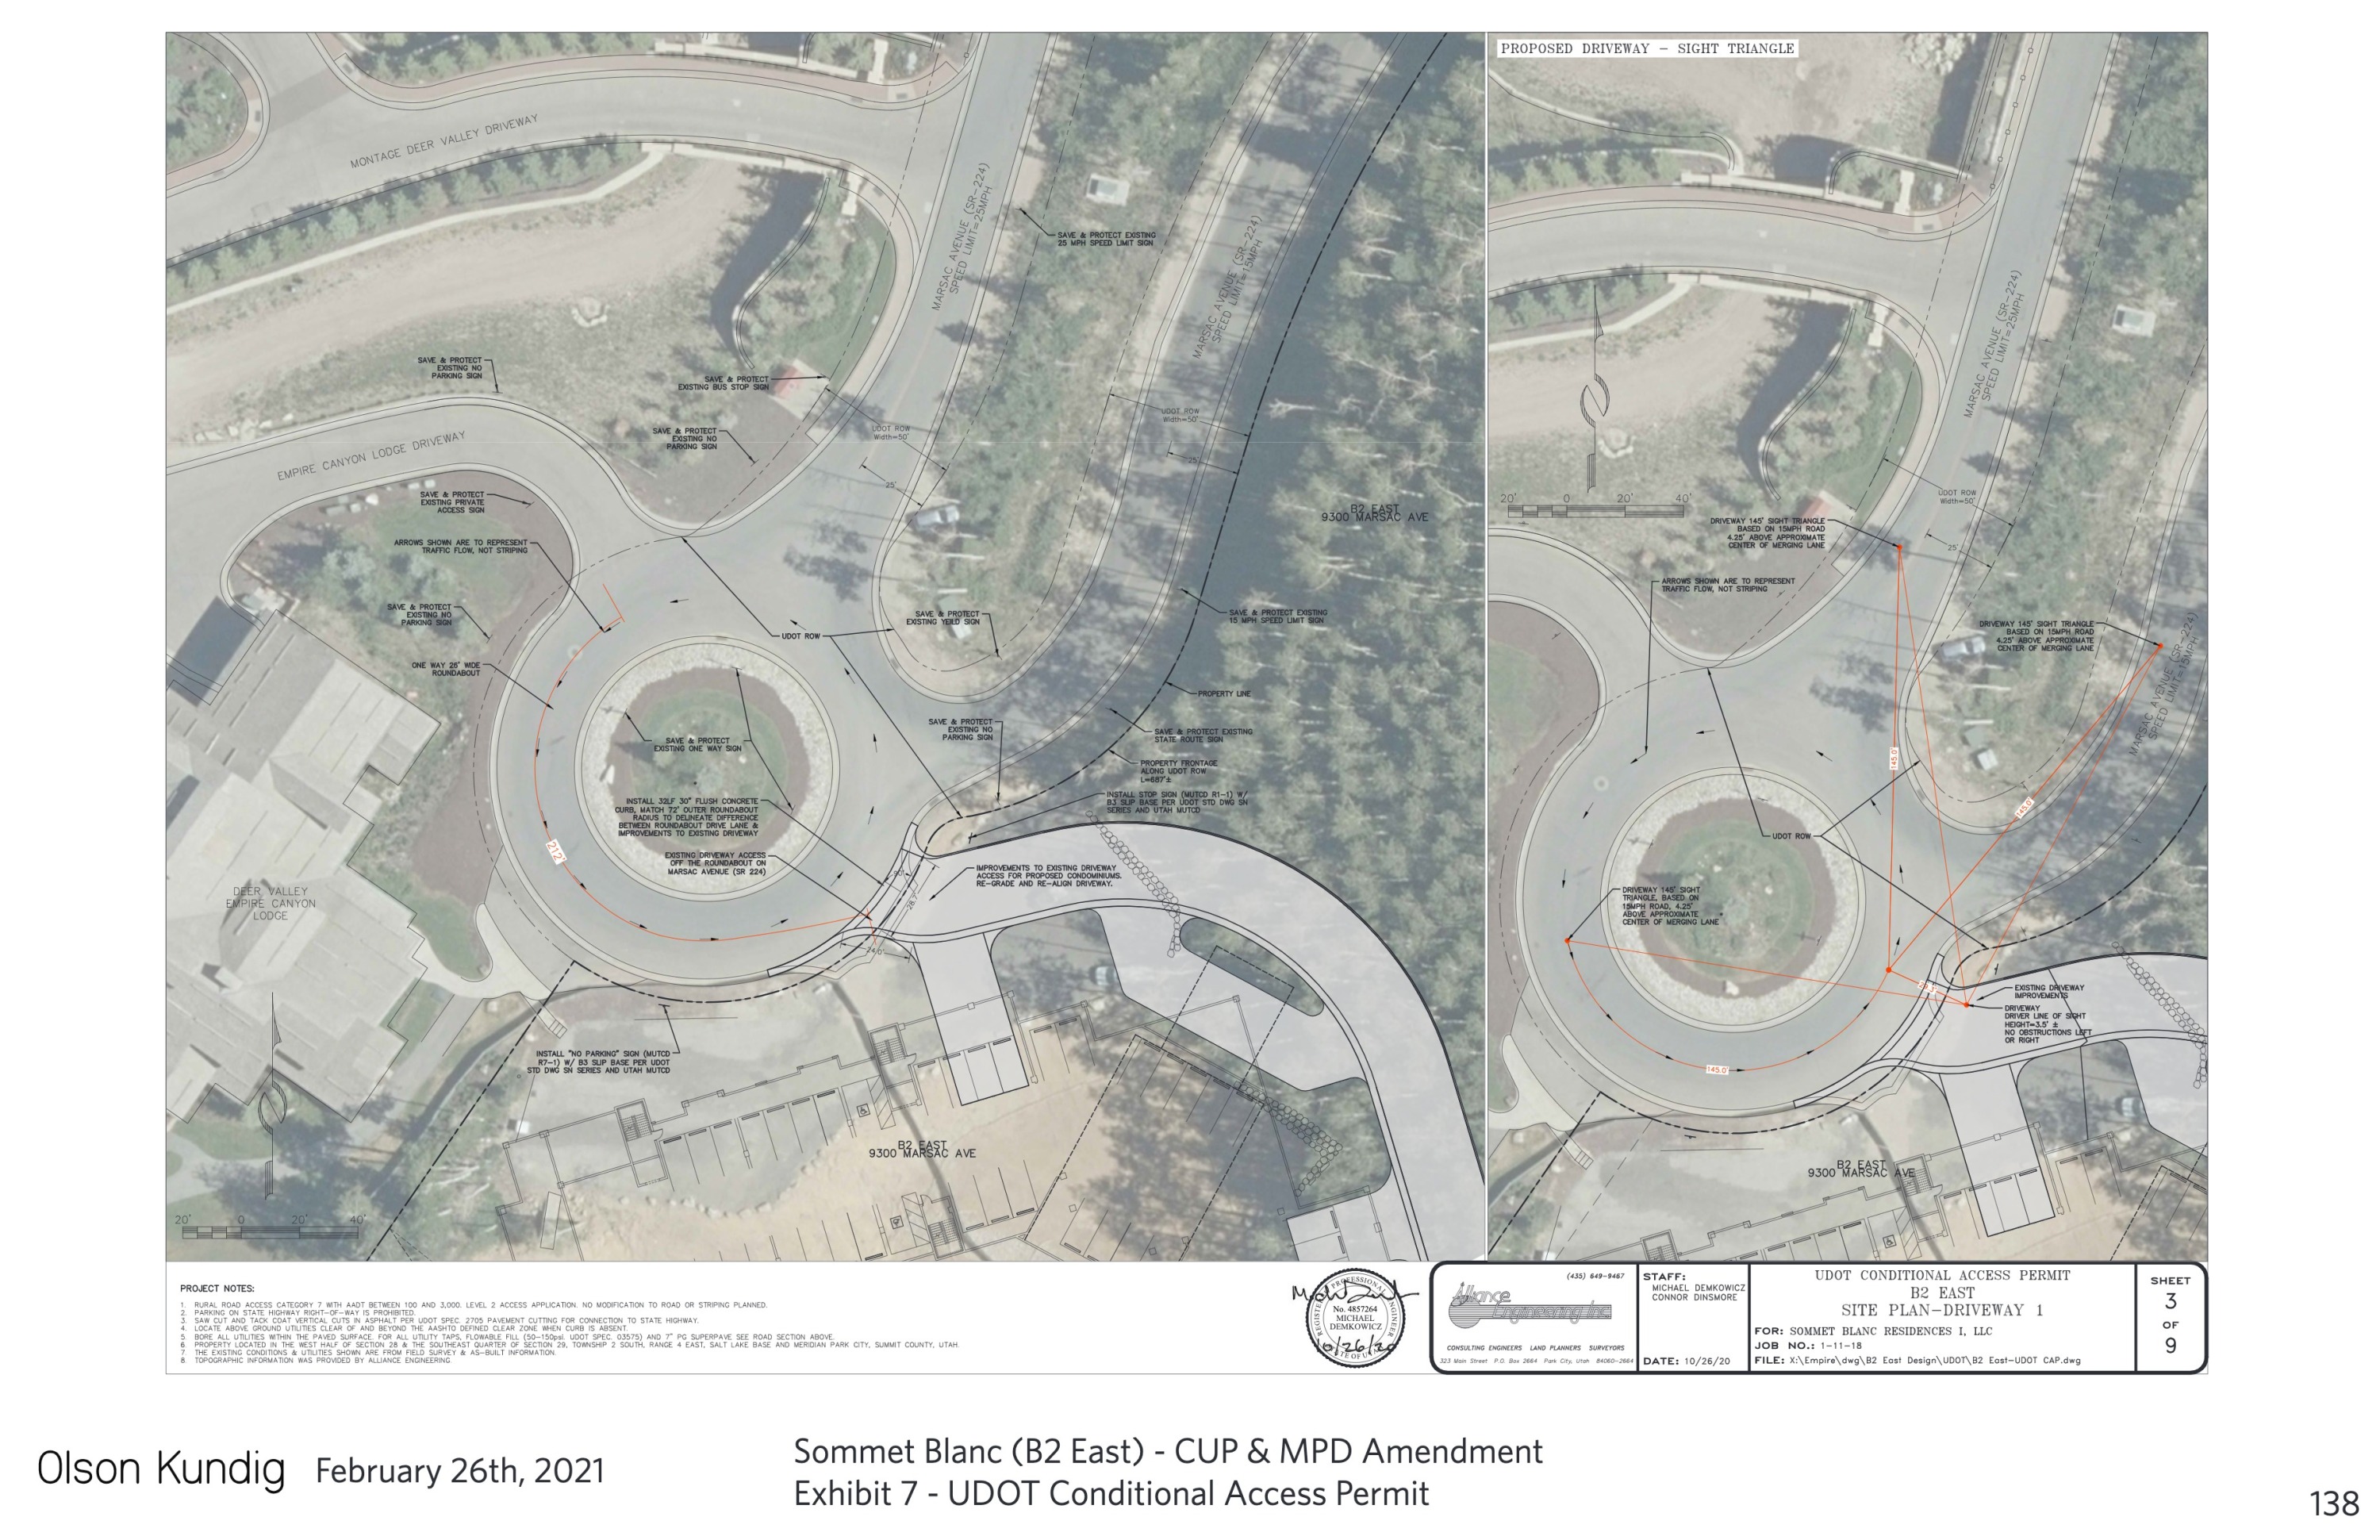 PROPOSED DRIVEWAY - SIGHT TRIANGLE
MONTAGE DEER VALLEY DRIVEWAY
MARSAC AVENUE (SR-224)
SPEED LIMIT=25MPH
SAVE & PROTECT EXISTING
25 MPH SPEED LIMIT SIGN
MARSAC AVENUE (SR-224)
SPEED LIMIT=15MPH
SAVE & PROTECT
EXISTING NO
PARKING SIGN
SAVE & PROTECT
EXISTING BUS STOP SIGN
SAVE & PROTECT
EXISTING NO
PARKING SIGN
UDOT ROW
Width=50'
25'
UDOT ROW
Width=50'
25'
EMPIRE CANYON LODGE DRIVEWAY
SAVE & PROTECT
EXISTING PRIVATE
ACCESS SIGN
B2 EAST
9300 MARSAC AVE
ARROWS SHOWN ARE TO REPRESENT
TRAFFIC FLOW, NOT STRIPING
SAVE & PROTECT
EXISTING NO
PARKING SIGN
UDOT ROW
SAVE & PROTECT
EXISTING YEILD SIGN
SAVE & PROTECT EXISTING
15 MPH SPEED LIMIT SIGN
ONE WAY 28' WIDE
ROUNDABOUT
PROPERTY LINE
SAVE & PROTECT
EXISTING ONE WAY SIGN
SAVE & PROTECT
EXISTING NO
PARKING SIGN
SAVE & PROTECT EXISTING
STATE ROUTE SIGN
PROPERTY FRONTAGE
ALONG UDOT ROW
L=687'±
INSTALL STOP SIGN (MUTCD R1-1) W/
B3 SLIP BASE PER UDOT STD DWG SN
SERIES AND UTAH MUTCD
INSTALL 32LF 30" FLUSH CONCRETE
CURB, MATCH 72' OUTER ROUNDABOUT
RADIUS TO DELINEATE DIFFERENCE
BETWEEN ROUNDABOUT DRIVE LANE &
IMPROVEMENTS TO EXISTING DRIVEWAY
EXISTING DRIVEWAY ACCESS
OFF THE ROUNDABOUT ON
MARSAC AVENUE (SR 224)
212'
IMPROVEMENTS TO EXISTING DRIVEWAY
ACCESS FOR PROPOSED CONDOMINIUMS.
RE-GRADE AND RE-ALIGN DRIVEWAY.
24.0'
DEER VALLEY
EMPIRE CANYON
LODGE
INSTALL "NO PARKING" SIGN (MUTCD
R7-1) W/ B3 SLIP BASE PER UDOT
STD DWG SN SERIES AND UTAH MUTCD
B2 EAST
9300 MARSAC AVE
20' 0 20' 40'
MARSAC AVENUE (SR-224)
SPEED LIMIT=25MPH
20' 0 20' 40'
UDOT ROW
Width=50'
25'
DRIVEWAY 145' SIGHT TRIANGLE
BASED ON 15MPH ROAD
4.25' ABOVE APPROXIMATE
CENTER OF MERGING LANE
ARROWS SHOWN ARE TO REPRESENT
TRAFFIC FLOW, NOT STRIPING
DRIVEWAY 145' SIGHT TRIANGLE
BASED ON 15MPH ROAD
4.25' ABOVE APPROXIMATE
CENTER OF MERGING LANE
MARSAC AVENUE (SR-224)
SPEED LIMIT=15MPH
145.0'
145.0'
UDOT ROW
DRIVEWAY 145' SIGHT
TRIANGLE, BASED ON
15MPH ROAD, 4.25'
ABOVE APPROXIMATE
CENTER OF MERGING LANE
EXISTING DRIVEWAY
IMPROVEMENTS
DRIVEWAY
DRIVER LINE OF SIGHT
HEIGHT=3.5' ±
NO OBSTRUCTIONS LEFT
OR RIGHT
145.0'
B2 EAST
9300 MARSAC AVE
PROJECT NOTES:
1. RURAL ROAD ACCESS CATEGORY 7 WITH AADT BETWEEN 100 AND 3,000. LEVEL 2 ACCESS APPLICATION. NO MODIFICATION TO ROAD OR STRIPING PLANNED.
2. PARKING ON STATE HIGHWAY RIGHT-OF-WAY IS PROHIBITED.
3. SAW CUT AND TACK COAT VERTICAL CUTS IN ASPHALT PER UDOT SPEC. 2705 PAVEMENT CUTTING FOR CONNECTION TO STATE HIGHWAY.
4. LOCATE ABOVE GROUND UTILITIES CLEAR OF AND BEYOND THE AASHTO DEFINED CLEAR ZONE WHEN CURB IS ABSENT.
5. BORE ALL UTILITIES WITHIN THE PAVED SURFACE. FOR ALL UTILITY TAPS, FLOWABLE FILL (50-150psi. UDOT SPEC. 03575) AND 7" PG SUPERPAVE SEE ROAD SECTION ABOVE.
6. PROPERTY LOCATED IN THE WEST HALF OF SECTION 28 & THE SOUTHEAST QUARTER OF SECTION 29, TOWNSHIP 2 SOUTH, RANGE 4 EAST, SALT LAKE BASE AND MERIDIAN PARK CITY, SUMMIT COUNTY, UTAH.
7 THE EXISTING CONDITIONS & UTILITIES SHOWN ARE FROM FIELD SURVEY & AS-BUILT INFORMATION.
8 TOPOGRAPHIC INFORMATION WAS PROVIDED BY ALLIANCE ENGINEERING
REGISTERED PROFESSIONAL ENGINEER
No. 4857264
MICHAEL
DEMKOWICZ
10/26/20
STATE OF UTAH
(435) 649-9467
Alliance
Engineering Inc.
CONSULTING ENGINEERS LAND PLANNERS SURVEYORS
323 Main Street P.O. Box 2664 Park City, Utah 84060-2664
STAFF:
MICHAEL DEMKOWICZ
CONNOR DINSMORE
DATE: 10/26/20
UDOT CONDITIONAL ACCESS PERMIT
B2 EAST
SITE PLAN-DRIVEWAY 1
FOR: SOMMET BLANC RESIDENCES I, LLC
JOB NO.: 1-11-18
FILE: X:\Empire\dwg\B2 East Design\UDOT\B2 East-UDOT CAP.dwg
SHEET
3
OF
9
Olson Kundig February 26th, 2021
Sommet Blanc (B2 East) - CUP & MPD Amendment
Exhibit 7 - UDOT Conditional Access Permit
138